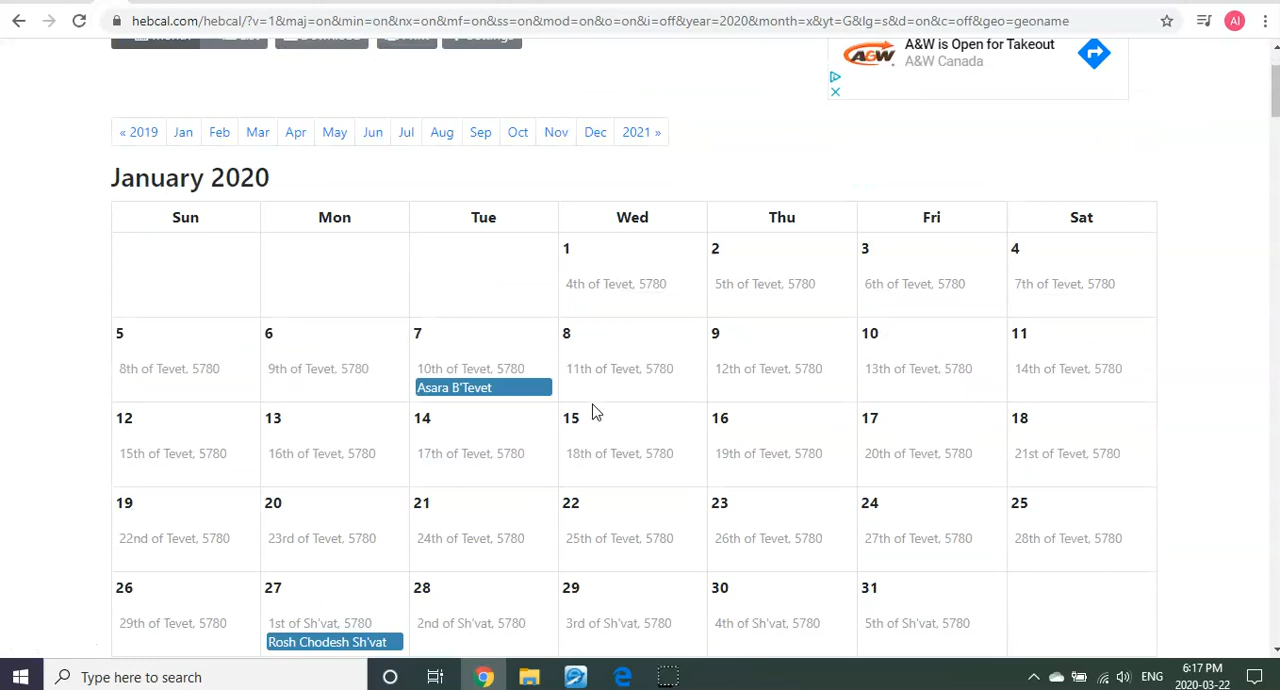 hebcal.com/hebcal/?v=1&maj=on&min=on&nx=on&mf=on&ss=on&mod=on&o=on&i=off&year=2020&month=x&yt=G&lg=s&d=on&c=off&geo=geoname
AI
A&W
A&W is Open for Takeout
A&W Canada
« 2019 Jan Feb Mar Apr May Jun Jul Aug Sep Oct Nov Dec 2021 »
January 2020
Sun Mon Tue Wed Thu Fri Sat
1 2 3 4
4th of Tevet, 5780 5th of Tevet, 5780 6th of Tevet, 5780 7th of Tevet, 5780
5 6 7 8 9 10 11
8th of Tevet, 5780 9th of Tevet, 5780 10th of Tevet, 5780 11th of Tevet, 5780 12th of Tevet, 5780 13th of Tevet, 5780 14th of Tevet, 5780
Asara B'Tevet
12 13 14 15 16 17 18
15th of Tevet, 5780 16th of Tevet, 5780 17th of Tevet, 5780 18th of Tevet, 5780 19th of Tevet, 5780 20th of Tevet, 5780 21st of Tevet, 5780
19 20 21 22 23 24 25
22nd of Tevet, 5780 23rd of Tevet, 5780 24th of Tevet, 5780 25th of Tevet, 5780 26th of Tevet, 5780 27th of Tevet, 5780 28th of Tevet, 5780
26 27 28 29 30 31
29th of Tevet, 5780 1st of Sh'vat, 5780 2nd of Sh'vat, 5780 3rd of Sh'vat, 5780 4th of Sh'vat, 5780 5th of Sh'vat, 5780
Rosh Chodesh Sh'vat
Type here to search
ENG
6:17 PM
2020-03-22